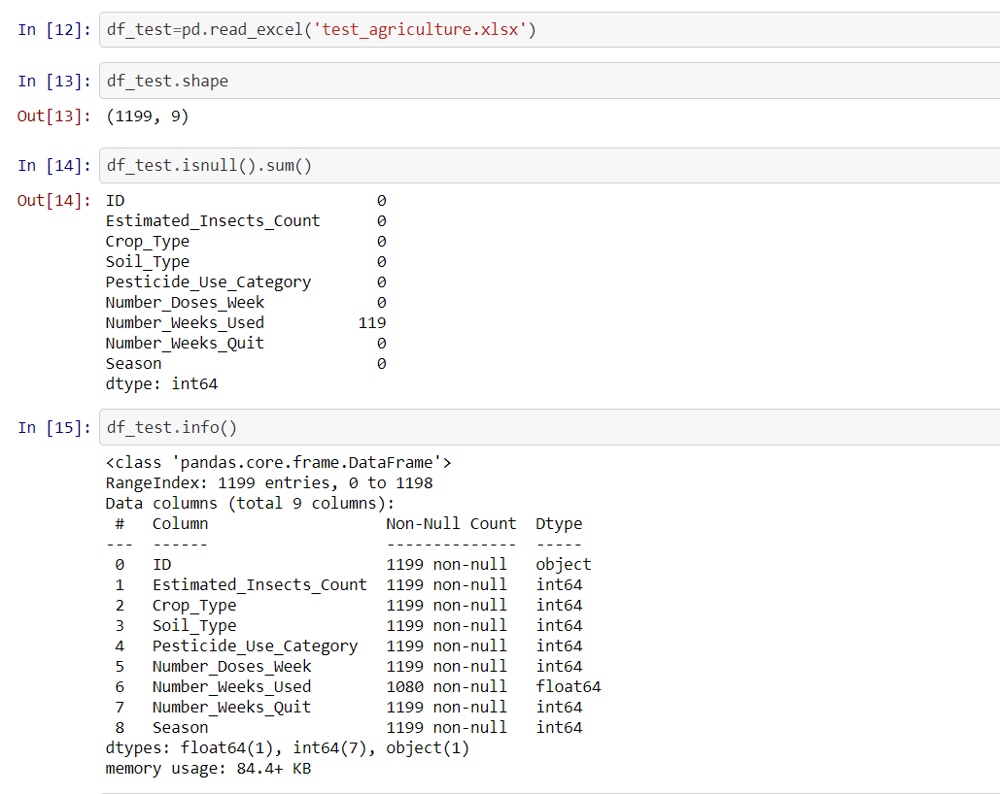 In [12]: df_test=pd.read_excel('test_agriculture.xlsx')
In [13]: df_test.shape
Out[13]: (1199, 9)
In [14]: df_test.isnull().sum()
Out[14]: ID                           0
Estimated_Insects_Count      0
Crop_Type                    0
Soil_Type                    0
Pesticide_Use_Category       0
Number_Doses_Week            0
Number_Weeks_Used          119
Number_Weeks_Quit            0
Season                       0
dtype: int64
In [15]: df_test.info()
<class 'pandas.core.frame.DataFrame'>
RangeIndex: 1199 entries, 0 to 1198
Data columns (total 9 columns):
 #   Column                   Non-Null Count  Dtype
---  ------                   --------------  -----
 0   ID                       1199 non-null   object
 1   Estimated_Insects_Count  1199 non-null   int64
 2   Crop_Type                1199 non-null   int64
 3   Soil_Type                1199 non-null   int64
 4   Pesticide_Use_Category   1199 non-null   int64
 5   Number_Doses_Week        1199 non-null   int64
 6   Number_Weeks_Used        1080 non-null   float64
 7   Number_Weeks_Quit        1199 non-null   int64
 8   Season                   1199 non-null   int64
dtypes: float64(1), int64(7), object(1)
memory usage: 84.4+ KB